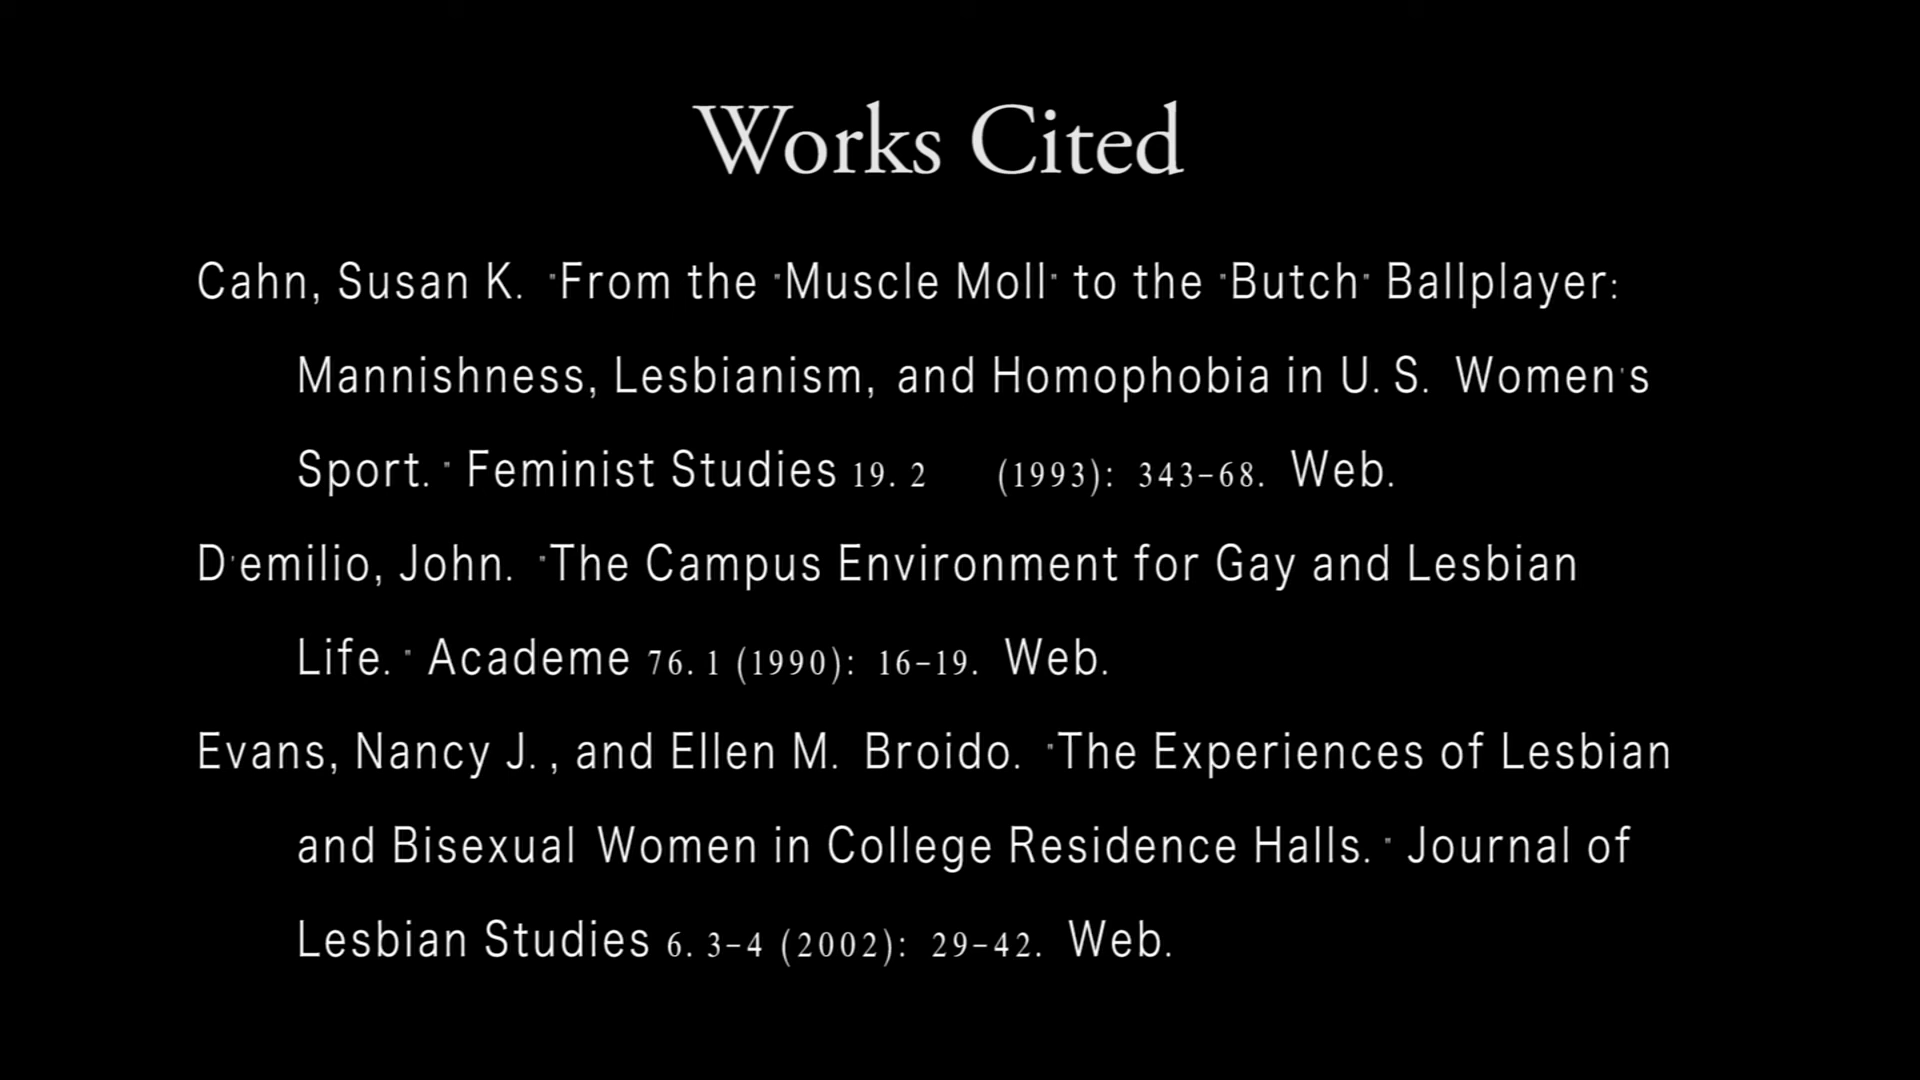 Works Cited
Cahn, Susan K. "From the "Muscle Moll" to the "Butch" Ballplayer:
Mannishness, Lesbianism, and Homophobia in U. S. Women's
Sport. " Feminist Studies 19. 2 (1993): 343-68. Web.
D'emilio, John. "The Campus Environment for Gay and Lesbian
Life. " Academe 76. 1 (1990): 16-19. Web.
Evans, Nancy J. , and Ellen M. Broido. "The Experiences of Lesbian
and Bisexual Women in College Residence Halls. " Journal of
Lesbian Studies 6. 3-4 (2002): 29-42. Web.